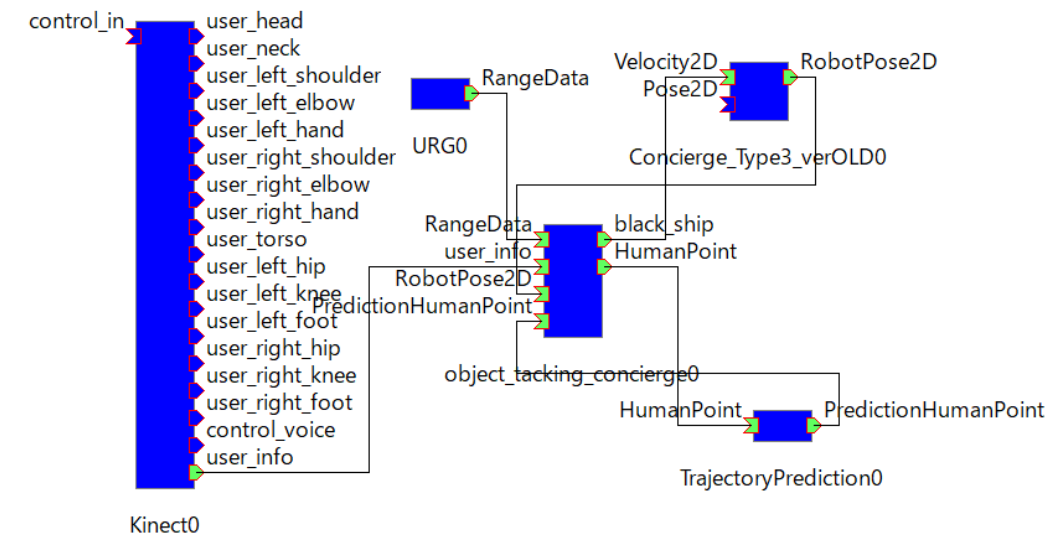 control_in
user_head
user_neck
user_left_shoulder
user_left_elbow
user_left_hand
user_right_shoulder
user_right_elbow
user_right_hand
user_torso
user_left_hip
user_left_knee
user_left_foot
user_right_hip
user_right_knee
user_right_foot
control_voice
user_info
Kinect0
RangeData
URG0
Velocity2D
Pose2D
RobotPose2D
Concierge_Type3_verOLD0
RangeData
user_info
RobotPose2D
PredictionHumanPoint
black_ship
HumanPoint
object_tacking_concierge0
HumanPoint
PredictionHumanPoint
TrajectoryPrediction0